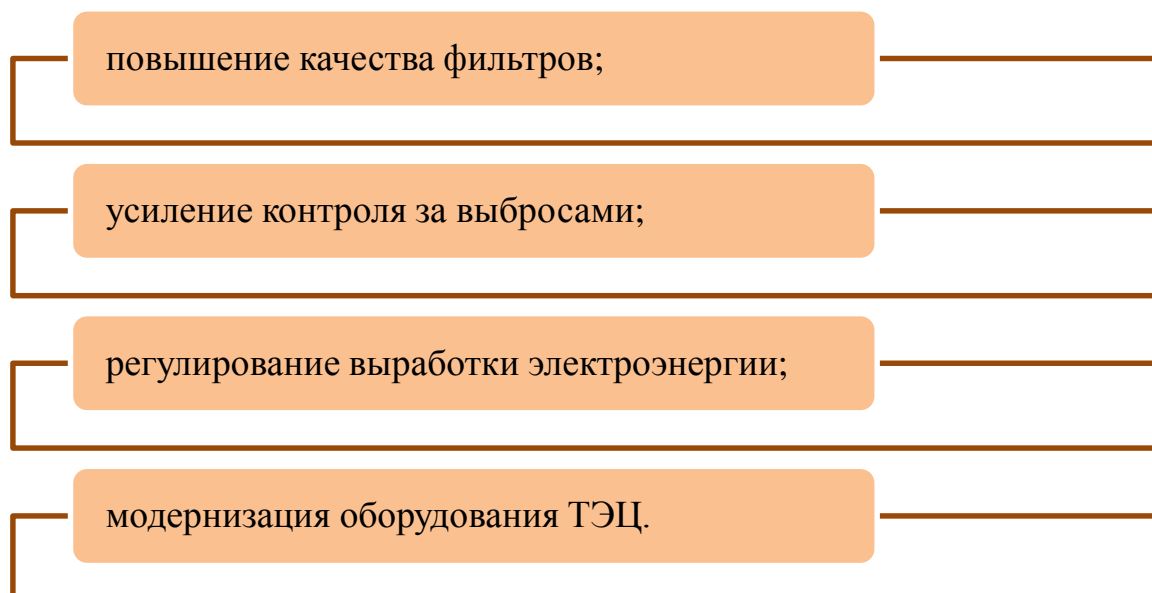 повышение качества фильтров;
усиление контроля за выбросами;
регулирование выработки электроэнергии;
модернизация оборудования ТЭЦ.